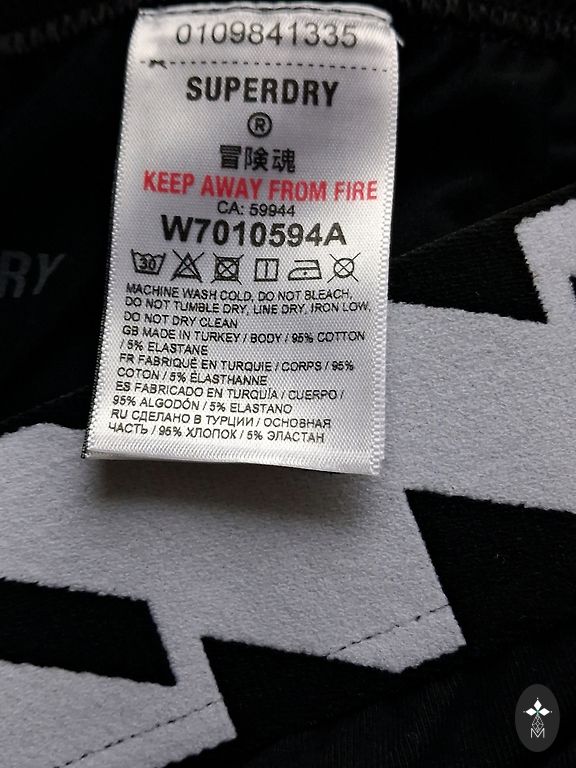 0109841335
SUPERDRY
®
冒険魂
KEEP AWAY FROM FIRE
CA: 59944
W7010594A
30
MACHINE WASH COLD, DO NOT BLEACH,
DO NOT TUMBLE DRY, LINE DRY, IRON LOW,
DO NOT DRY CLEAN
GB MADE IN TURKEY / BODY / 95% COTTON
/ 5% ELASTANE
FR FABRIQUÉ EN TURQUIE / CORPS / 95%
COTON / 5% ÉLASTHANNE
ES FABRICADO EN TURQUÍA / CUERPO /
95% ALGODÓN / 5% ELASTANO
RU СДЕЛАНО В ТУРЦИИ / ОСНОВНАЯ
ЧАСТЬ / 95% ХЛОПОК / 5% ЭЛАСТАН
RY
M